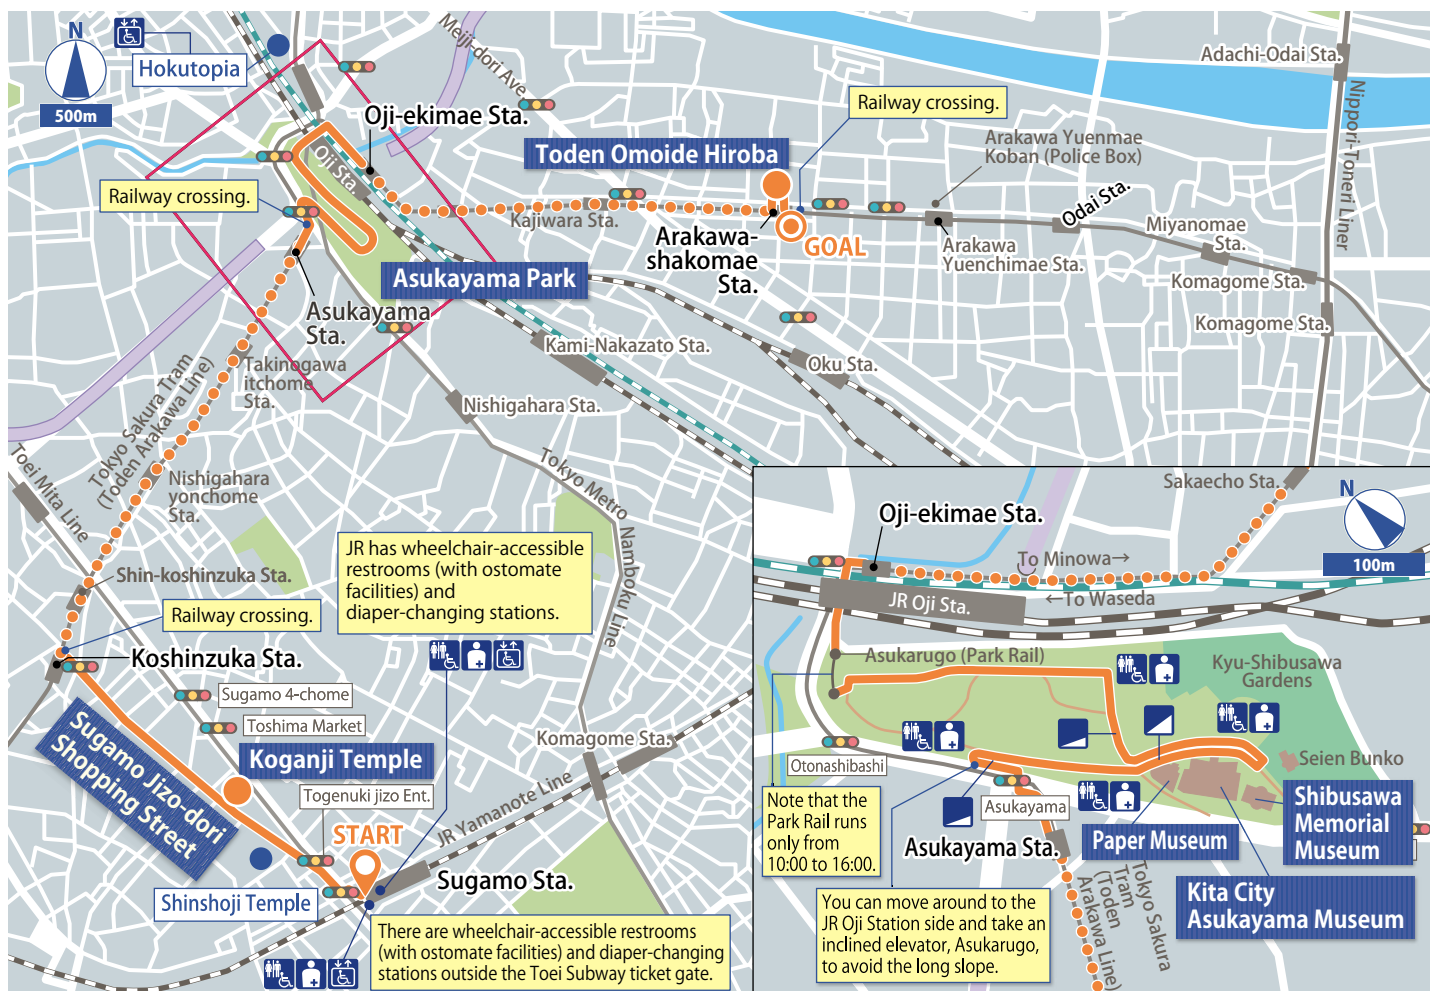 N
500m
Hokutopia
Meiji-dori Ave
Adachi-Odai Sta.
Nippori-Toneri Liner
Oji-ekimae Sta.
Oji Sta.
Railway crossing.
Toden Omoide Hiroba
Railway crossing.
Arakawa Yuenmae
Koban (Police Box)
Kajiwara Sta.
Arakawa-
shakomae
Sta.
GOAL
Arakawa
Yuenchimae Sta.
Odai Sta.
Miyanomae
Sta.
Komagome Sta.
Komagome Sta.
Asukayama Park
Asukayama
Sta.
Kami-Nakazato Sta.
Oku Sta.
Takinogawa
itchome
Sta.
Nishigahara Sta.
Tokyo Sakura Tram
(Toden Arakawa Line)
Toei Mita Line
Nishigahara
yonchome
Sta.
Tokyo Metro Namboku Line
JR has wheelchair-accessible
restrooms (with ostomate
facilities) and
diaper-changing stations.
Shin-koshinzuka Sta.
Railway crossing.
Koshinzuka Sta.
Sugamo 4-chome
Toshima Market
Sugamo Jizo-dori
Shopping Street
Koganji Temple
Togenuki jizo Ent.
START
Komagome Sta.
JR Yamanote Line
Sugamo Sta.
Shinshoji Temple
There are wheelchair-accessible restrooms
(with ostomate facilities) and diaper-changing
stations outside the Toei Subway ticket gate.
Sakaecho Sta.
N
100m
Oji-ekimae Sta.
To Minowa→
←To Waseda
JR Oji Sta.
Asukarugo (Park Rail)
Kyu-Shibusawa
Gardens
Otonashibashi
Seien Bunko
Note that the
Park Rail runs
only from
10:00 to 16:00.
Asukayama
Asukayama Sta.
Paper Museum
Shibusawa
Memorial
Museum
Kita City
Asukayama Museum
You can move around to the
JR Oji Station side and take an
inclined elevator, Asukarugo,
to avoid the long slope.
Tokyo Sakura
Tram
(Toden
Arakawa Line)